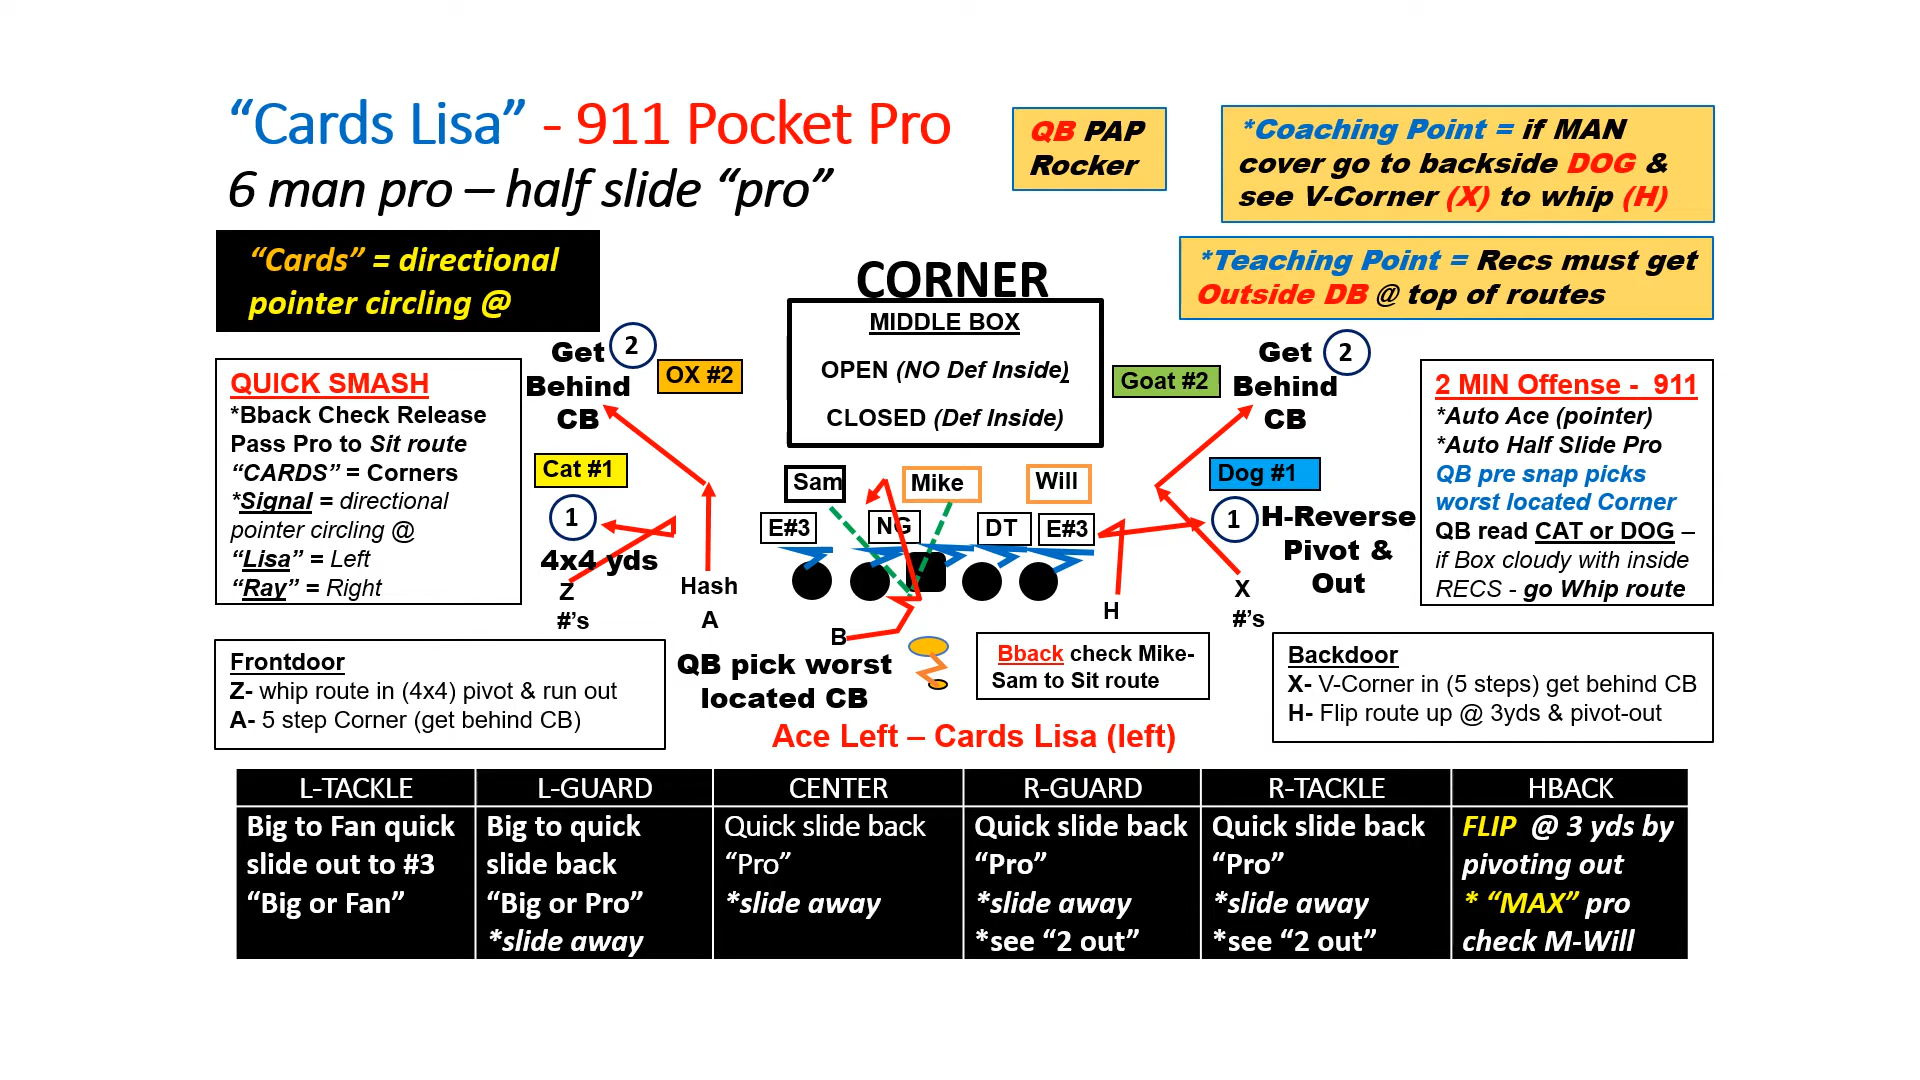 “Cards Lisa” - 911 Pocket Pro
6 man pro – half slide “pro”
QB PAP
Rocker
*Coaching Point = if MAN
cover go to backside DOG &
see V-Corner (X) to whip (H)
“Cards” = directional
pointer circling @
*Teaching Point = Recs must get
Outside DB @ top of routes
CORNER
MIDDLE BOX
OPEN (NO Def Inside)
CLOSED (Def Inside)
Get 2
Behind
CB
OX #2
Goat #2
Get 2
Behind
CB
QUICK SMASH
*Bback Check Release
Pass Pro to Sit route
“CARDS” = Corners
*Signal = directional
pointer circling @
“Lisa” = Left
“Ray” = Right
2 MIN Offense - 911
*Auto Ace (pointer)
*Auto Half Slide Pro
QB pre snap picks
worst located Corner
QB read CAT or DOG –
if Box cloudy with inside
RECS - go Whip route
Cat #1
1
4x4 yds
Z
#’s
Hash
A
Sam
Mike
Will
E#3
NG
DT
E#3
Dog #1
1
H-Reverse
Pivot &
Out
H
X
#’s
B
QB pick worst
located CB
Bback check Mike-
Sam to Sit route
Frontdoor
Z- whip route in (4x4) pivot & run out
A- 5 step Corner (get behind CB)
Backdoor
X- V-Corner in (5 steps) get behind CB
H- Flip route up @ 3yds & pivot-out
Ace Left – Cards Lisa (left)
L-TACKLE
L-GUARD
CENTER
R-GUARD
R-TACKLE
HBACK
Big to Fan quick
slide out to #3
“Big or Fan”
Big to quick
slide back
“Big or Pro”
*slide away
Quick slide back
“Pro”
*slide away
Quick slide back
“Pro”
*slide away
*see “2 out”
Quick slide back
“Pro”
*slide away
*see “2 out”
FLIP @ 3 yds by
pivoting out
* “MAX” pro
check M-Will